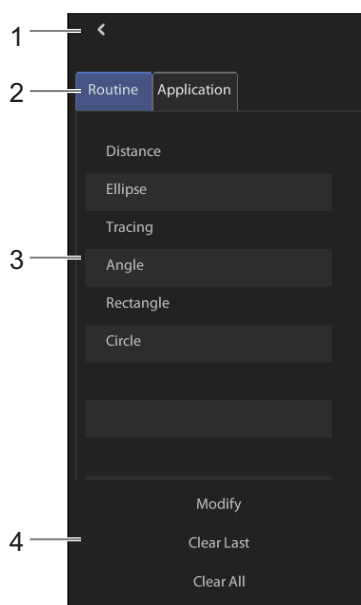 1
<
2
Routine Application
Distance
Ellipse
Tracing
3
Angle
Rectangle
Circle
Modify
4
Clear Last
Clear All